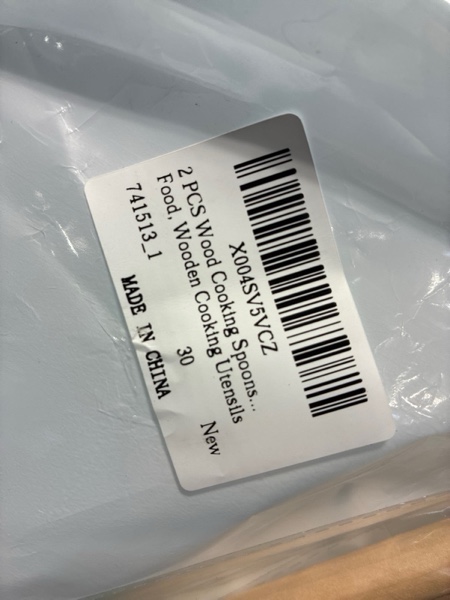 X004SV5VCZ
2 PCS Wood Cooking Spoons...
Food, Wooden Cooking Utensils
New
741513_1 30
MADE IN CHINA